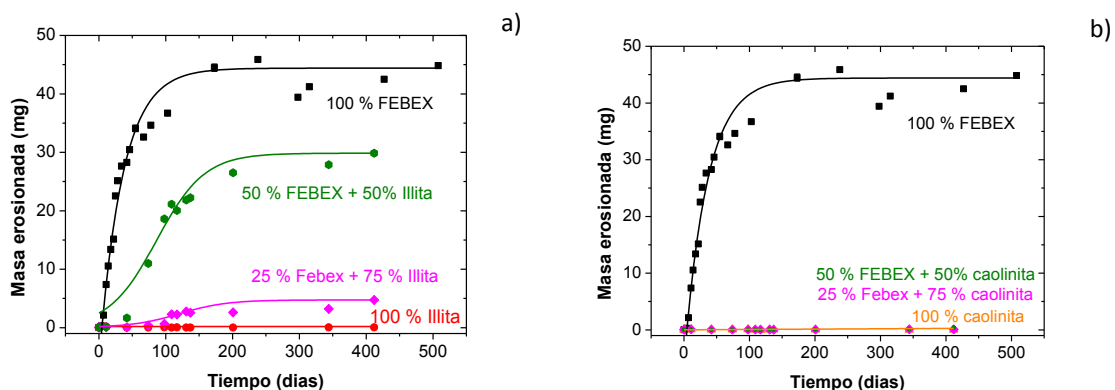 a)
50
40
30
20
10
0
Masa erosionada (mg)
100 % FEBEX
50 % FEBEX + 50% Illita
25 % Febex + 75 % Illita
100 % Illita
0 100 200 300 400 500
Tiempo (dias)
b)
50
40
30
20
10
0
Masa erosionada (mg)
100 % FEBEX
50 % FEBEX + 50% caolinita
25 % Febex + 75 % caolinita
100 % caolinita
0 100 200 300 400 500
Tiempo (dias)